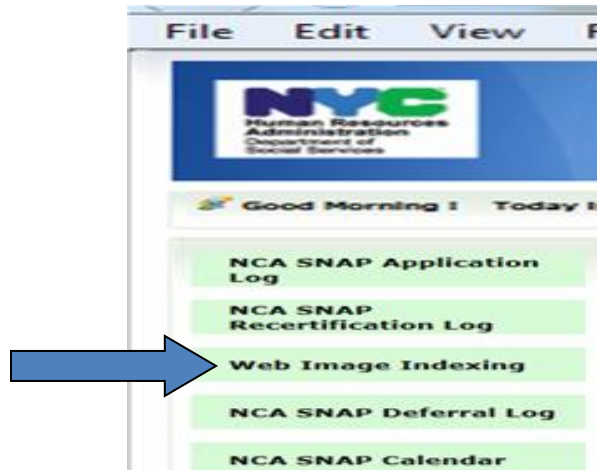 File Edit View F
NYC
Human Resources
Administration
Department of
Social Services
Good Morning ! Today i
NCA SNAP Application
Log
NCA SNAP
Recertification Log
Web Image Indexing
NCA SNAP Deferral Log
NCA SNAP Calendar